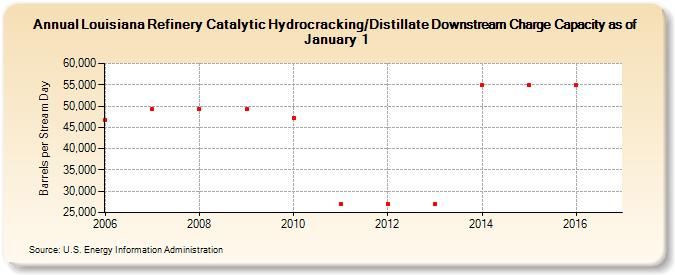 Annual Louisiana Refinery Catalytic Hydrocracking/Distillate Downstream Charge Capacity as of
January 1
Barrels per Stream Day
60,000
55,000
50,000
45,000
40,000
35,000
30,000
25,000
2006 2008 2010 2012 2014 2016
Source: U.S. Energy Information Administration